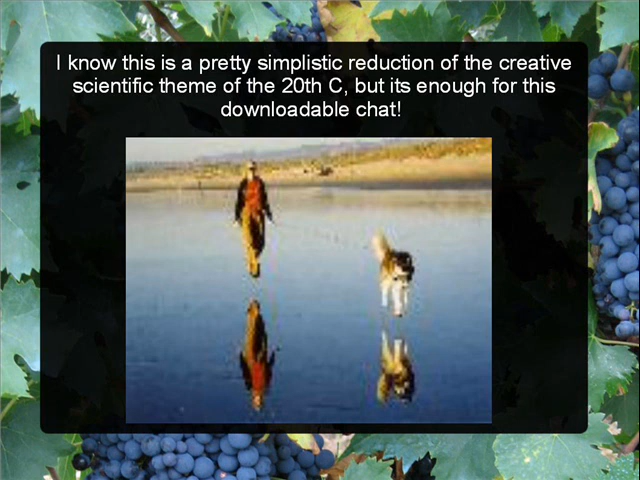 I know this is a pretty simplistic reduction of the creative
scientific theme of the 20th C, but its enough for this
downloadable chat!